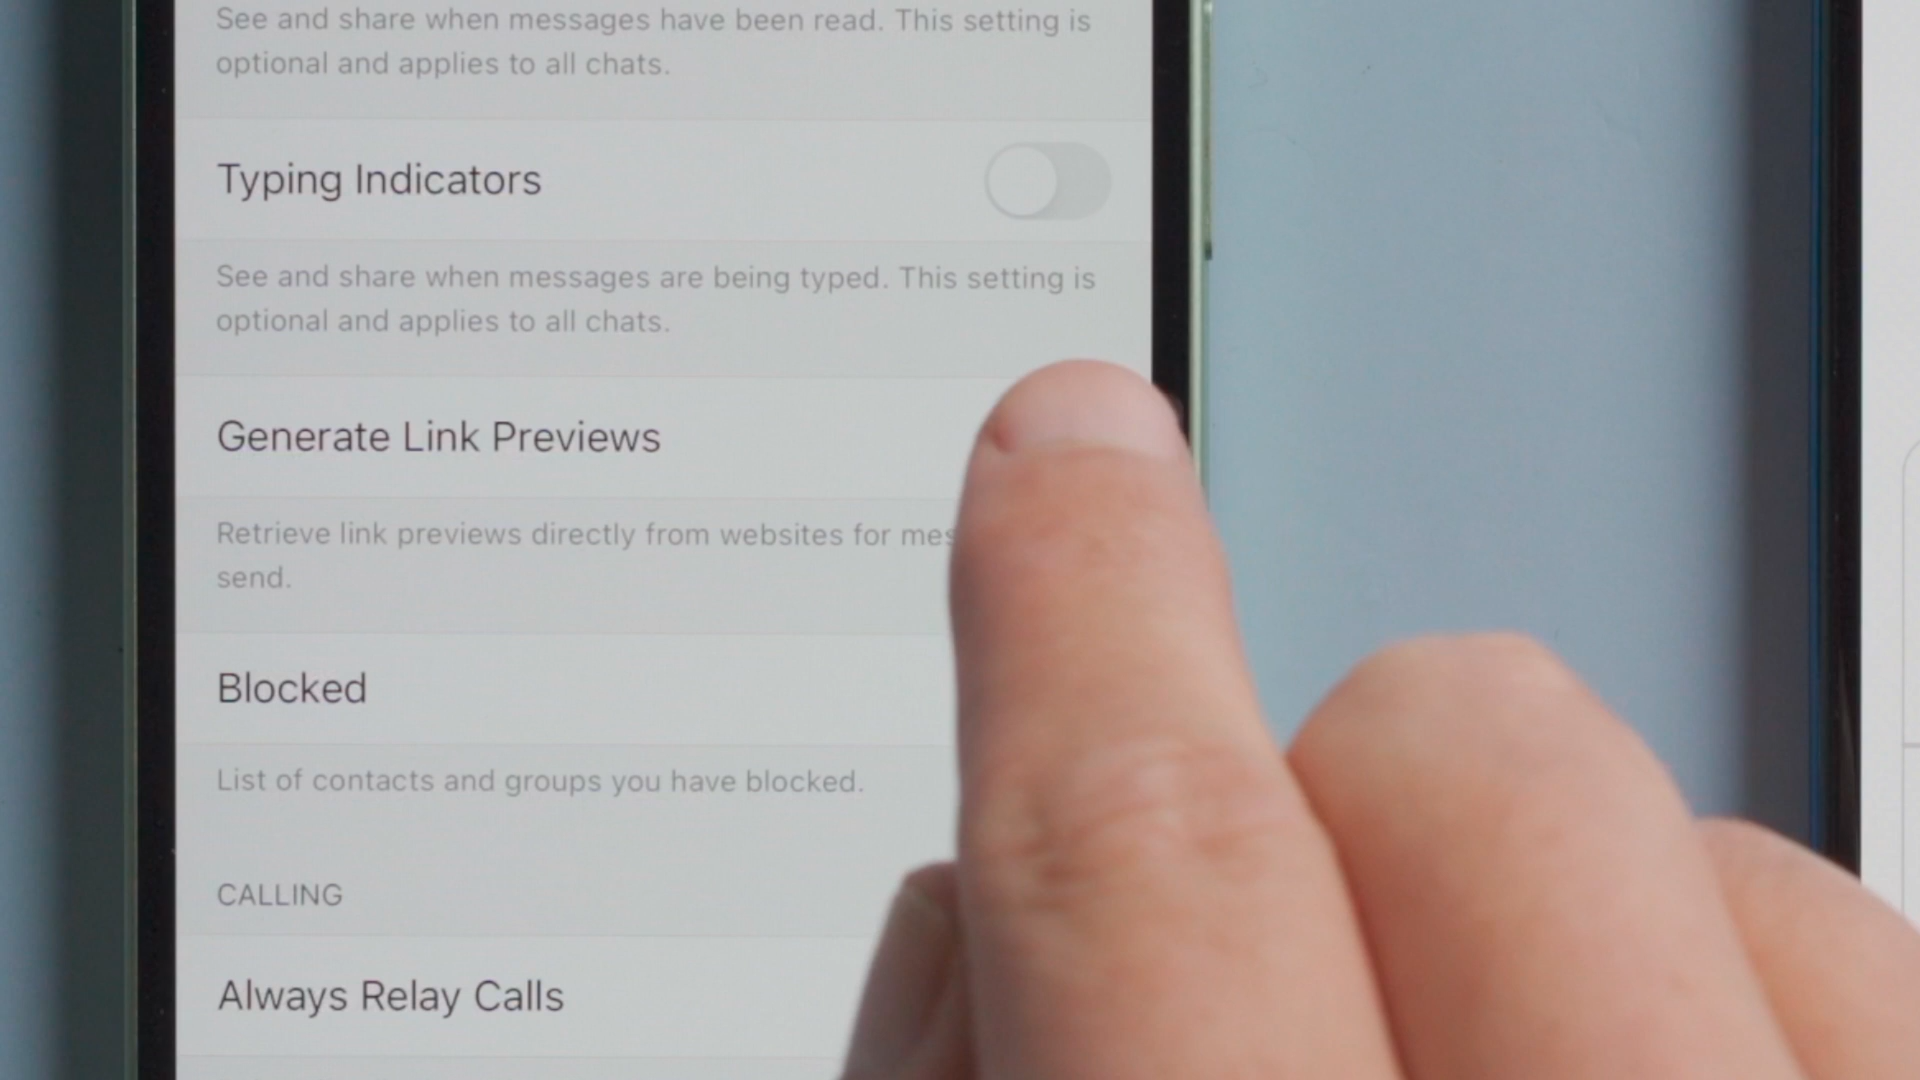 See and share when messages have been read. This setting is
optional and applies to all chats.
Typing Indicators
See and share when messages are being typed. This setting is
optional and applies to all chats.
Generate Link Previews
Retrieve link previews directly from websites for
send.
Blocked
List of contacts and groups you have blocked.
CALLING
Always Relay Calls